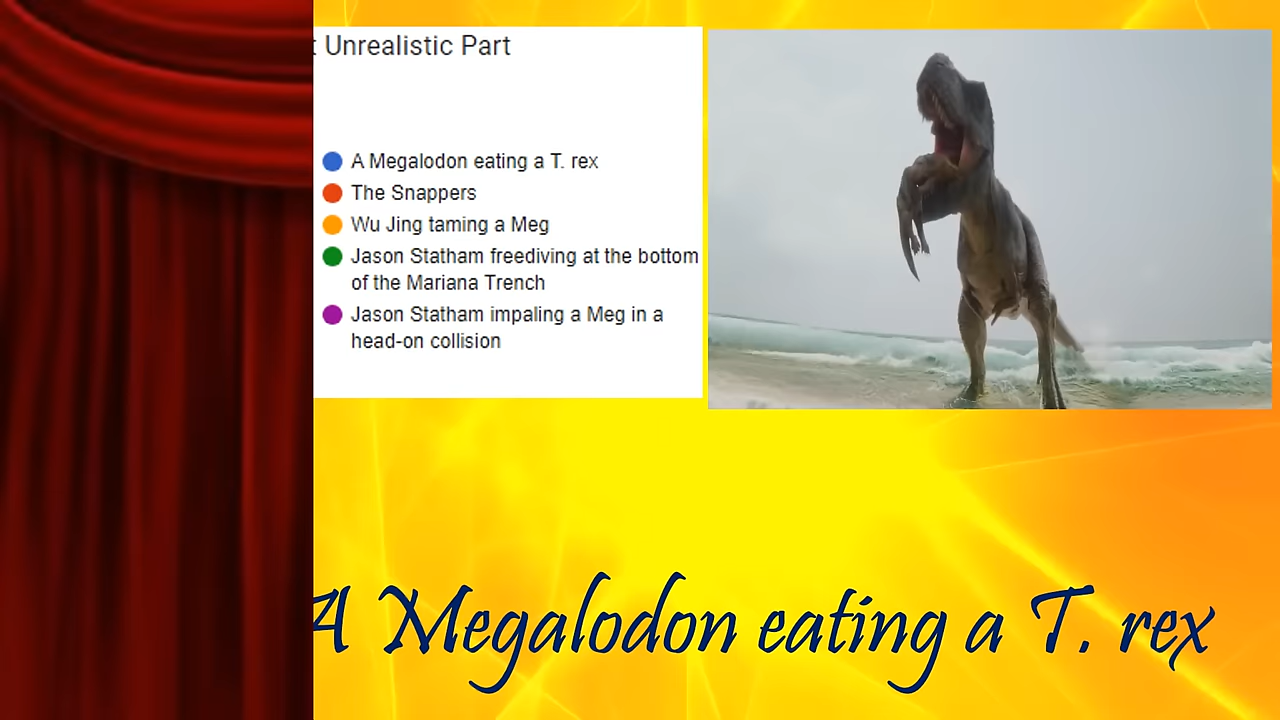 Unrealistic Part
A Megalodon eating a T. rex
The Snappers
Wu Jing taming a Meg
Jason Statham freediving at the bottom
of the Mariana Trench
Jason Statham impaling a Meg in a
head-on collision
A Megalodon eating a T. rex